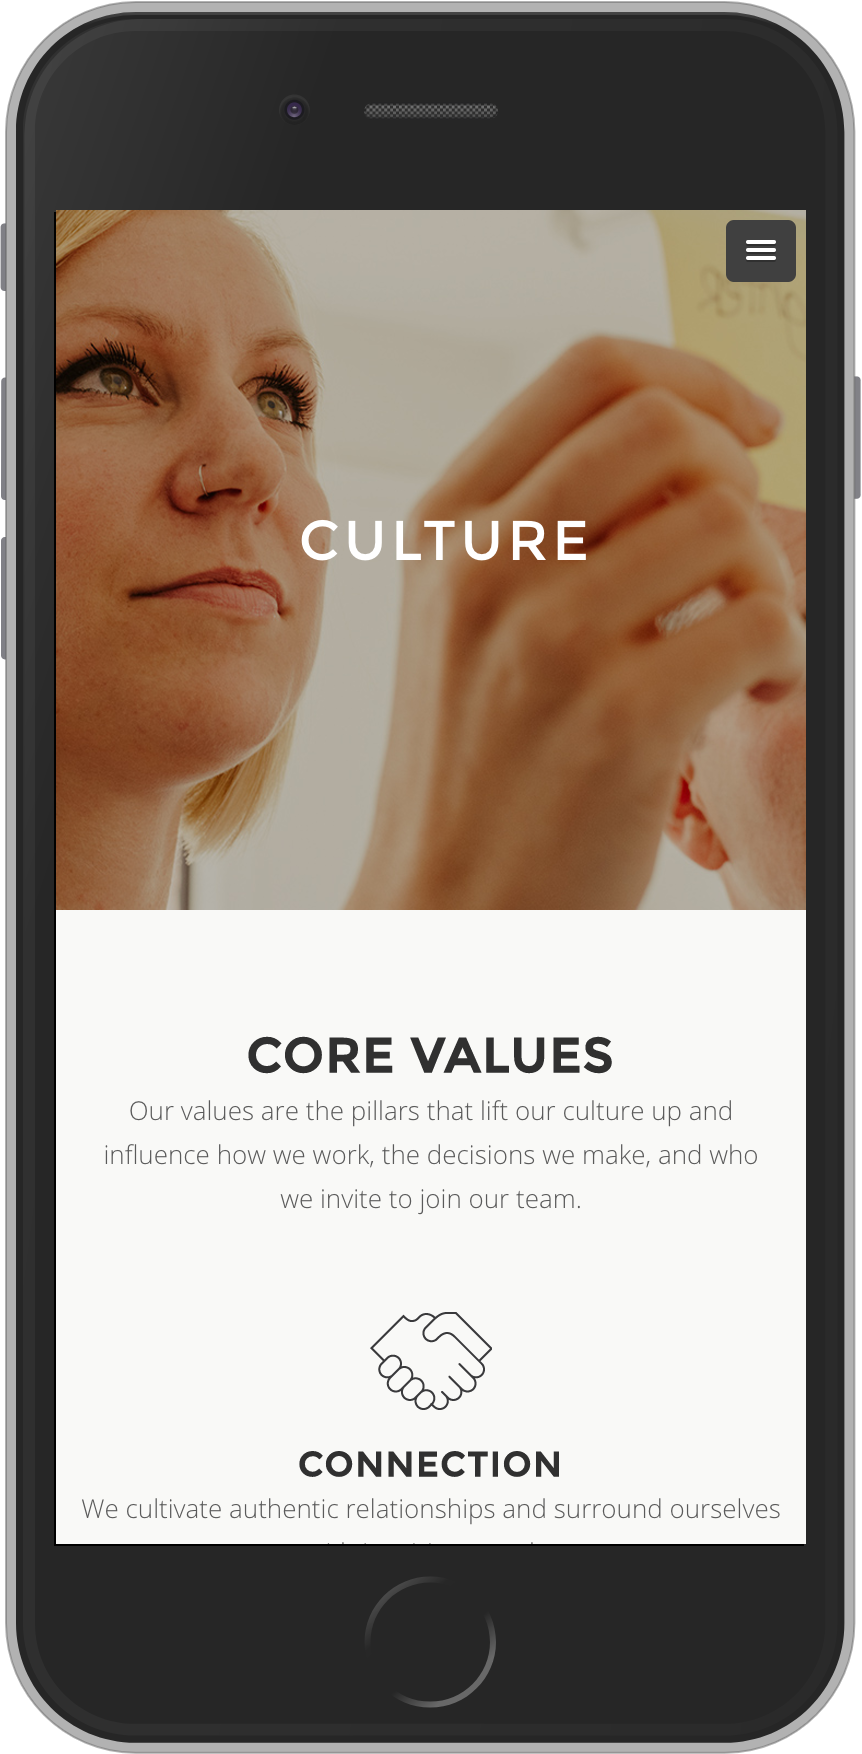 CULTURE
CORE VALUES
Our values are the pillars that lift our culture up and
influence how we work, the decisions we make, and who
we invite to join our team.
CONNECTION
We cultivate authentic relationships and surround ourselves